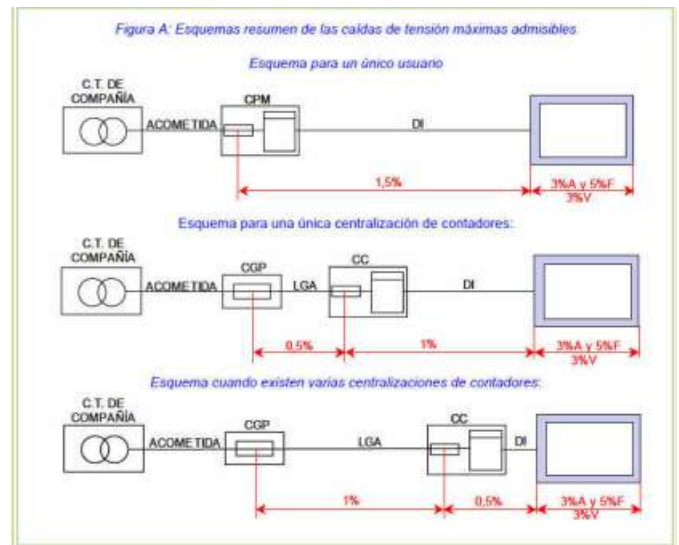 Figura A: Esquemas resumen de las caídas de tensión máximas admisibles
Esquema para un único usuario
C.T. DE
COMPAÑÍA
ACOMETIDA
CPM
DI
1,5%
3%A y 5%F
3%V
Esquema para una única centralización de contadores:
C.T. DE
COMPAÑÍA
ACOMETIDA
CGP
LGA
CC
DI
0,5%
1%
3%A y 5%F
3%V
Esquema cuando existen varias centralizaciones de contadores:
C.T. DE
COMPAÑÍA
ACOMETIDA
CGP
LGA
CC
DI
1%
0,5%
3%A y 5%F
3%V